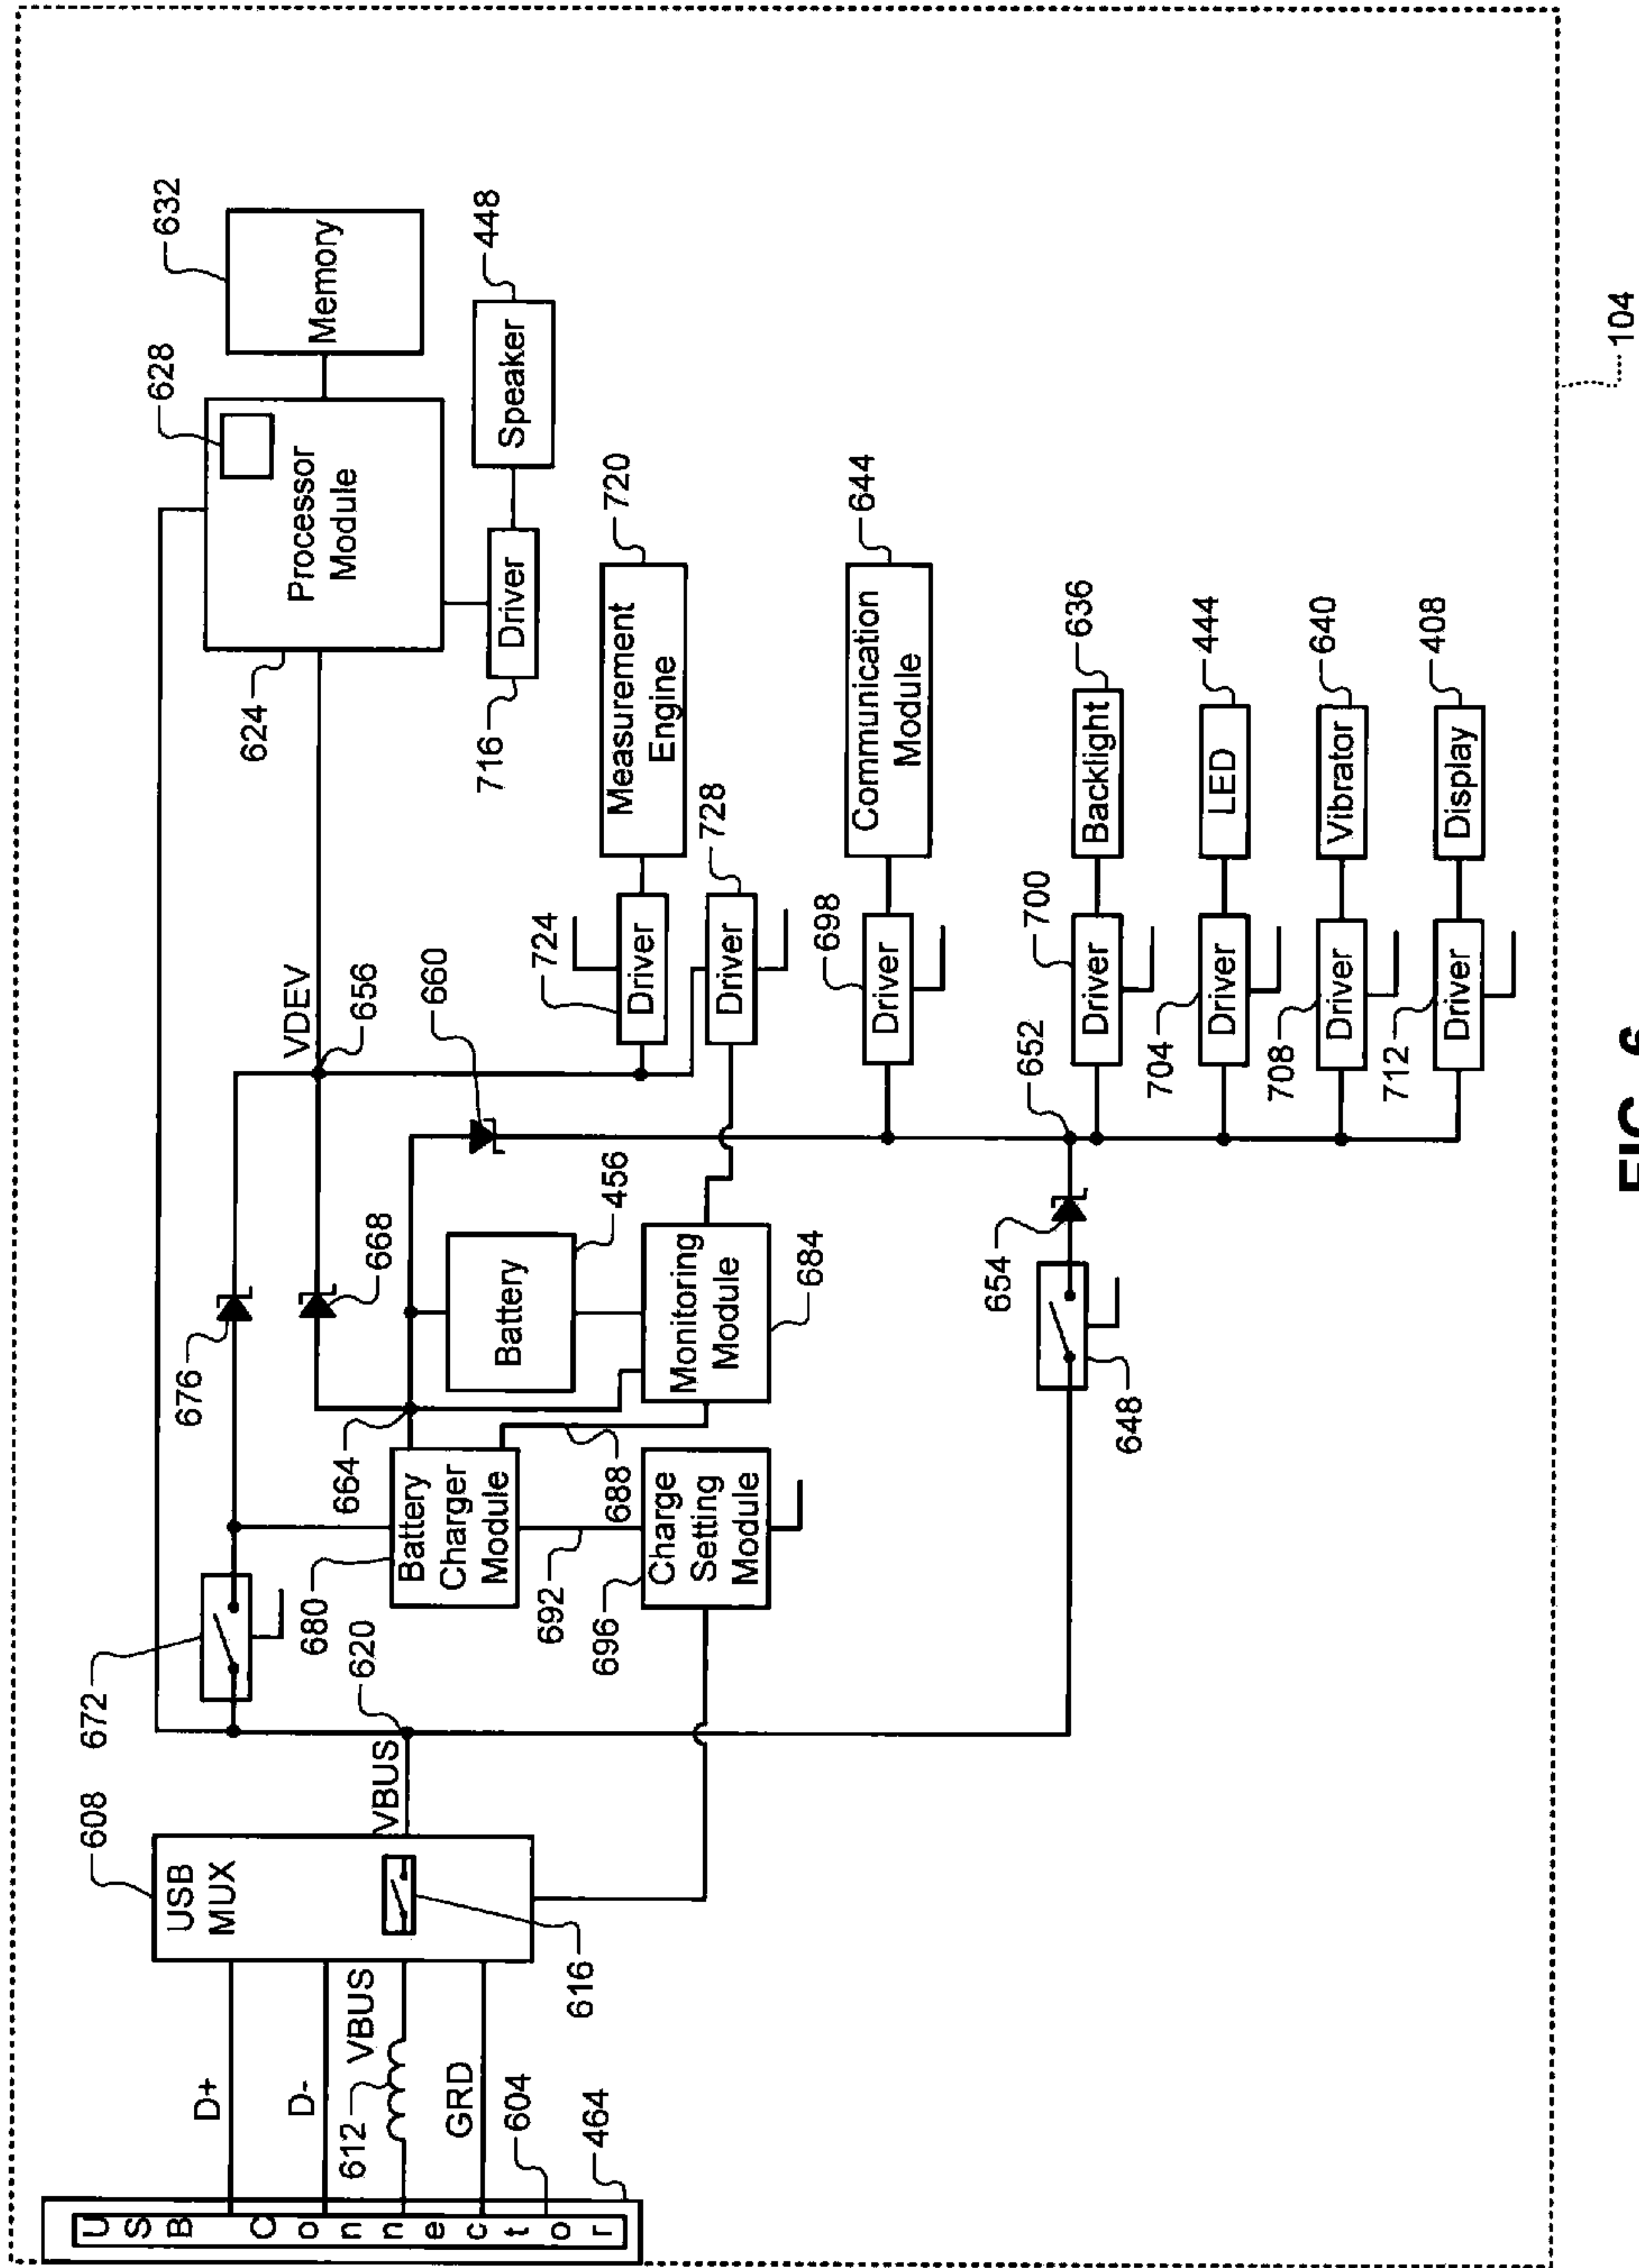 632
Memory
628
Processor
Module
624
448
Speaker
Driver
716
720
Measurement
Engine
724
Driver
728
Driver
644
Communication
Module
698
Driver
636
Backlight
700
Driver
444
LED
704
Driver
640
Vibrator
708
Driver
408
Display
712
Driver
652
654
648
VDEV
656
660
668
676
456
Battery
Monitoring
Module
684
664
688
Battery
Charger
Module
680
692
Charge
Setting
Module
696
672
620
VBUS
608
USB
MUX
616
D+
D-
VBUS
612
GRD
604
464
USB Connector
104